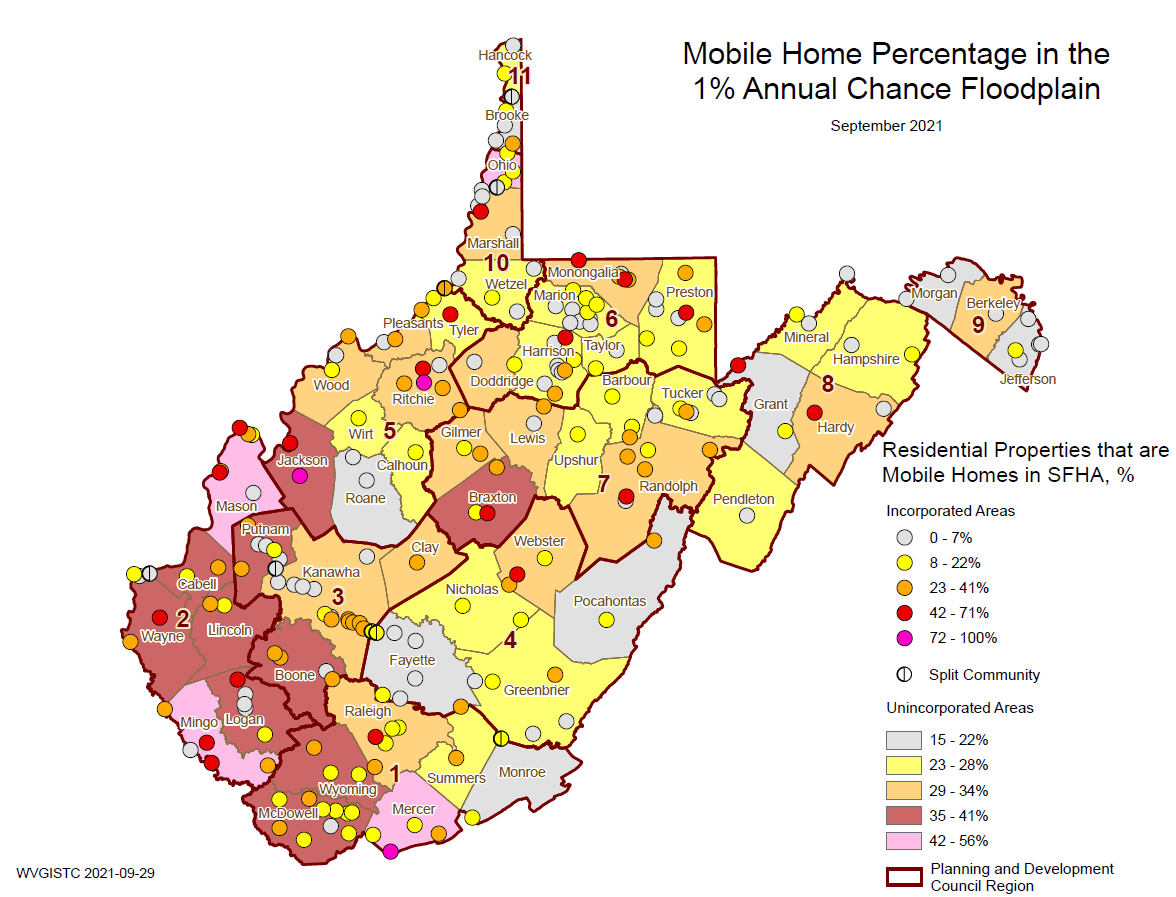 Mobile Home Percentage in the
1% Annual Chance Floodplain
September 2021
Hancock
11
Brooke
Ohio
Marshall
10
Wetzel
Monongalia
Marion
Preston
6
Pleasants
Tyler
Harrison
Taylor
Morgan
Berkeley
9
Jefferson
Mineral
Hampshire
8
Wood
Ritchie
Doddridge
Barbour
Tucker
Grant
Hardy
Wirt
5
Gilmer
Lewis
Upshur
Jackson
Calhoun
Roane
Braxton
7
Randolph
Pendleton
Mason
Putnam
Kanawha
3
Clay
Webster
Nicholas
Pocahontas
Cabell
2
Wayne
Lincoln
4
Boone
Fayette
Greenbrier
Mingo
Logan
Raleigh
1
Summers
Monroe
Wyoming
McDowell
Mercer
Residential Properties that are
Mobile Homes in SFHA, %
Incorporated Areas
0 - 7%
8 - 22%
23 - 41%
42 - 71%
72 - 100%
Split Community
Unincorporated Areas
15 - 22%
23 - 28%
29 - 34%
35 - 41%
42 - 56%
Planning and Development
Council Region
WVGISTC 2021-09-29